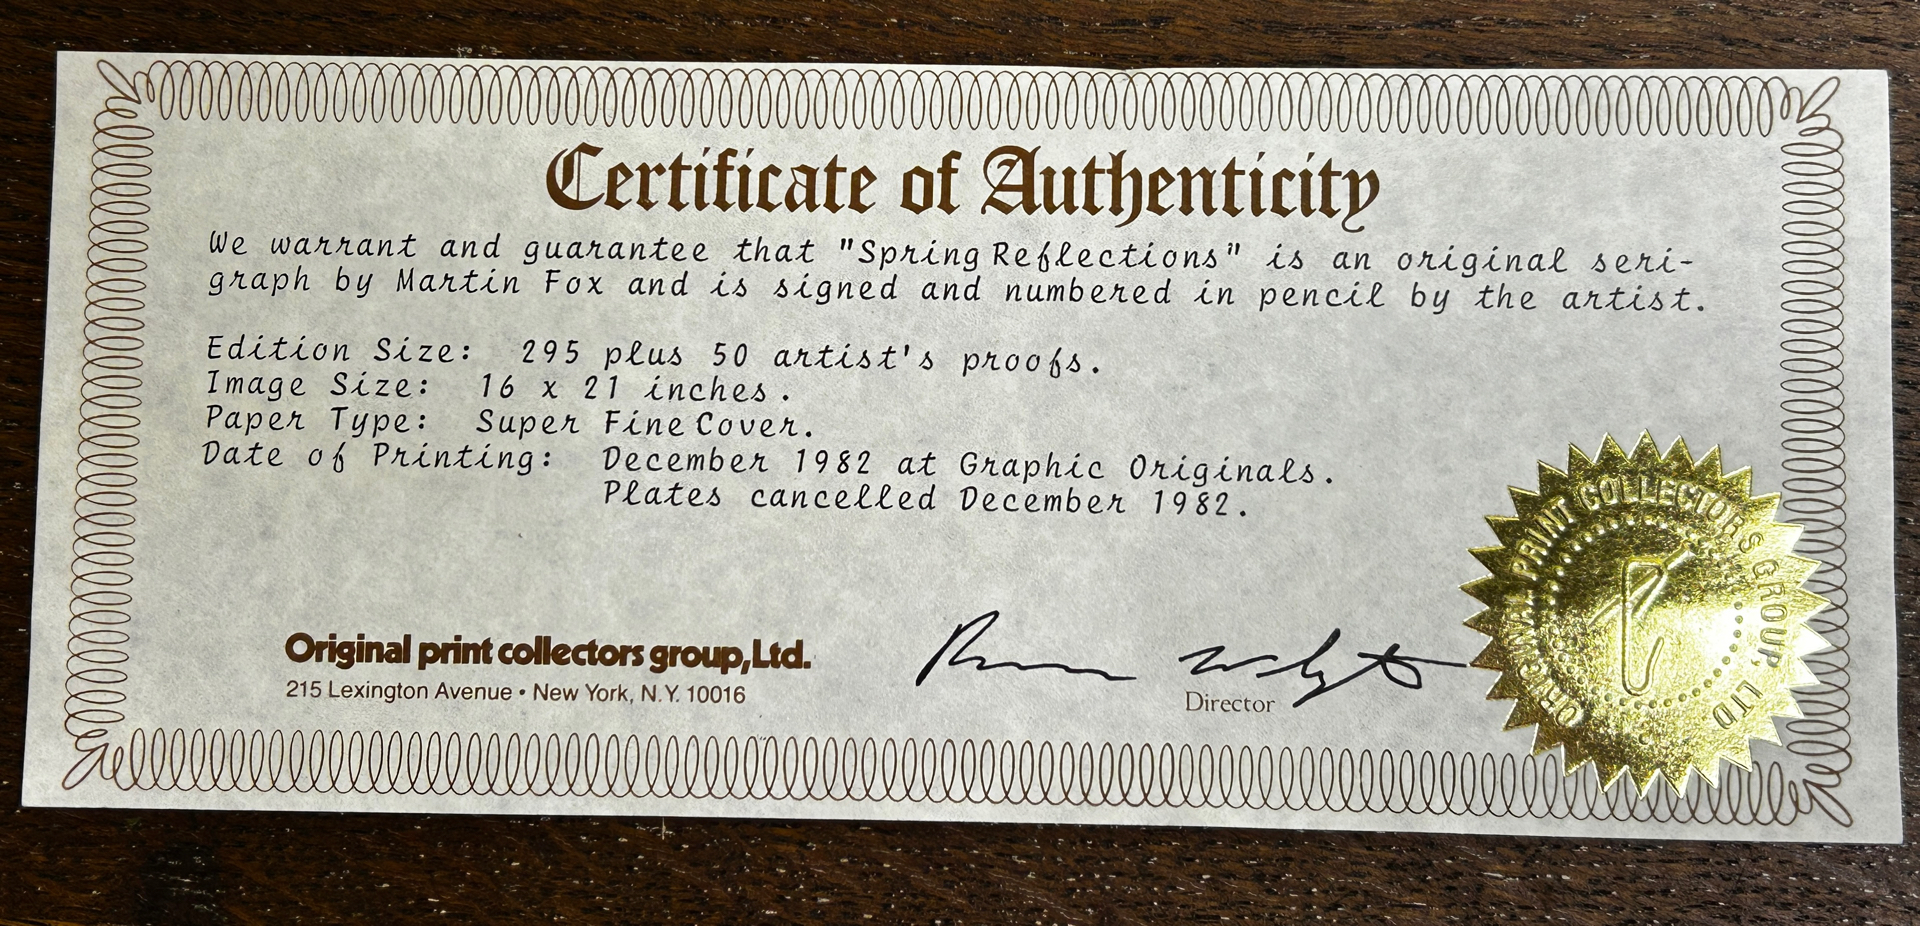 Certificate of Authenticity
We warrant and guarantee that "Spring Reflections" is an original seri-
graph by Martin Fox and is signed and numbered in pencil by the artist.
Edition Size: 295 plus 50 artist's proofs.
Image Size: 16 x 21 inches.
Paper Type: Super Fine Cover.
Date of Printing: December 1982 at Graphic Originals.
Plates cancelled December 1982.
Original print collectors group, Ltd.
215 Lexington Avenue • New York, N.Y. 10016
Director
ORIGINAL PRINT COLLECTORS GROUP, LTD